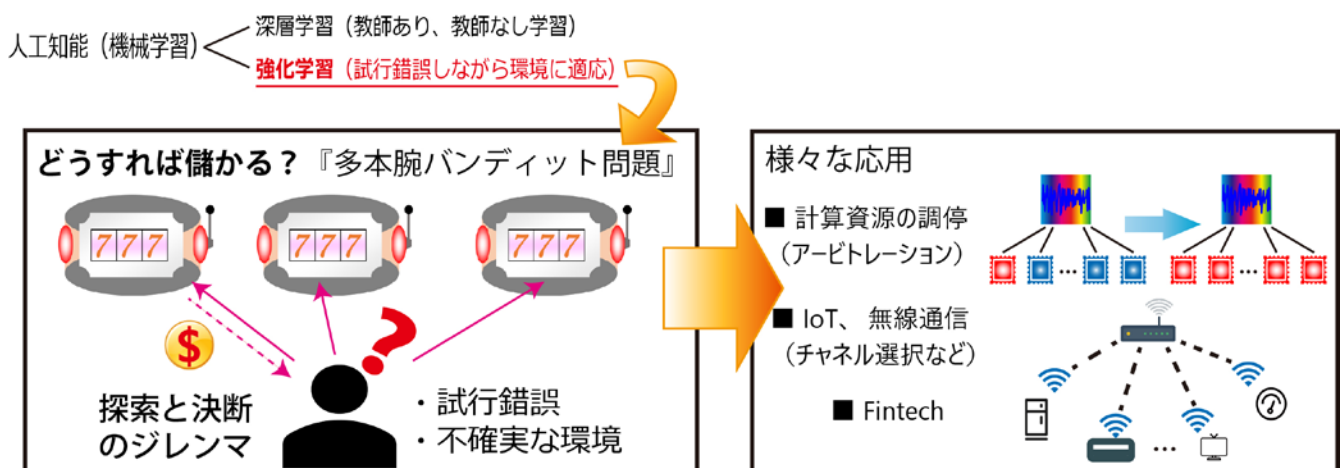 人工知能（機械学習）
深層学習（教師あり、教師なし学習）
強化学習（試行錯誤しながら環境に適応）
どうすれば儲かる？『多本腕バンディット問題』
777
777
777
$
?
探索と決断
のジレンマ
・試行錯誤
・不確実な環境
様々な応用
■ 計算資源の調停
（アービトレーション）
...
...
■ IoT、無線通信
（チャネル選択など）
■ Fintech
...